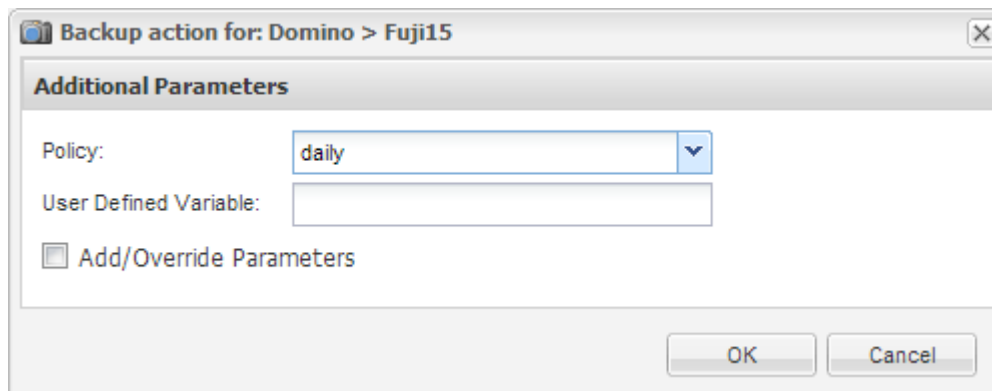 Backup action for: Domino > Fuji15
Additional Parameters
Policy: daily
User Defined Variable:
Add/Override Parameters
OK Cancel